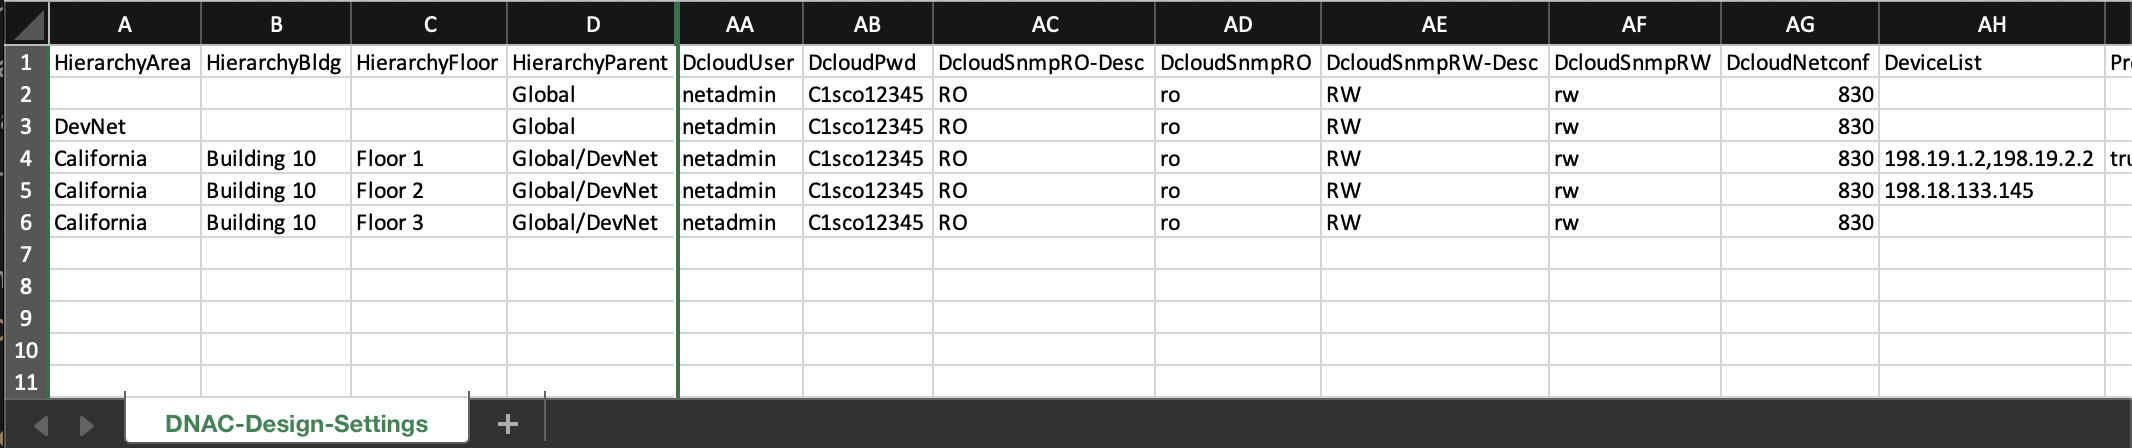 A B C D AA AB AC AD AE AF AG AH
1 HierarchyArea HierarchyBldg HierarchyFloor HierarchyParent DcloudUser DcloudPwd DcloudSnmpRO-Desc DcloudSnmpRO DcloudSnmpRW-Desc DcloudSnmpRW DcloudNetconf DeviceList
2 Global netadmin C1sco12345 RO ro RW rw 830
3 DevNet Global netadmin C1sco12345 RO ro RW rw 830
4 California Building 10 Floor 1 Global/DevNet netadmin C1sco12345 RO ro RW rw 830 198.19.1.2,198.19.2.2
5 California Building 10 Floor 2 Global/DevNet netadmin C1sco12345 RO ro RW rw 830 198.18.133.145
6 California Building 10 Floor 3 Global/DevNet netadmin C1sco12345 RO ro RW rw 830
7
8
9
10
11
DNAC-Design-Settings +